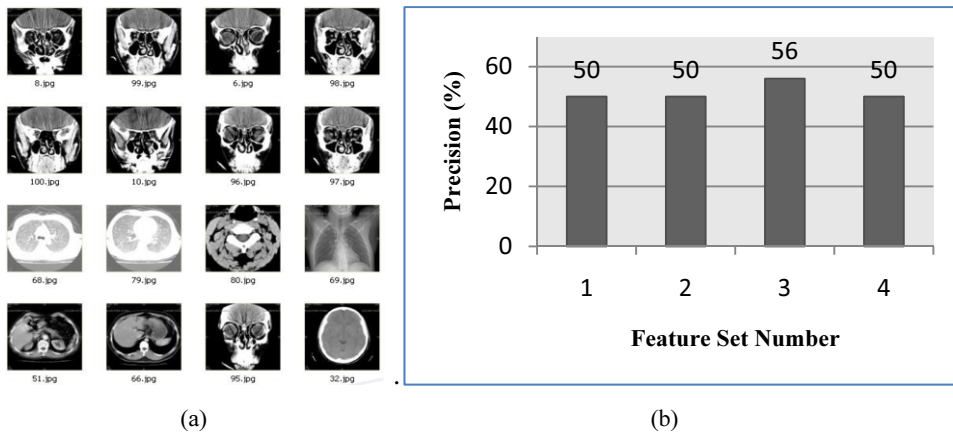 8.jpg 99.jpg 6.jpg 98.jpg
100.jpg 10.jpg 96.jpg 97.jpg
68.jpg 79.jpg 80.jpg 69.jpg
51.jpg 66.jpg 95.jpg 32.jpg
.
(a)
Precision (%)
60
40
20
0
50 50 56 50
1 2 3 4
Feature Set Number
(b)